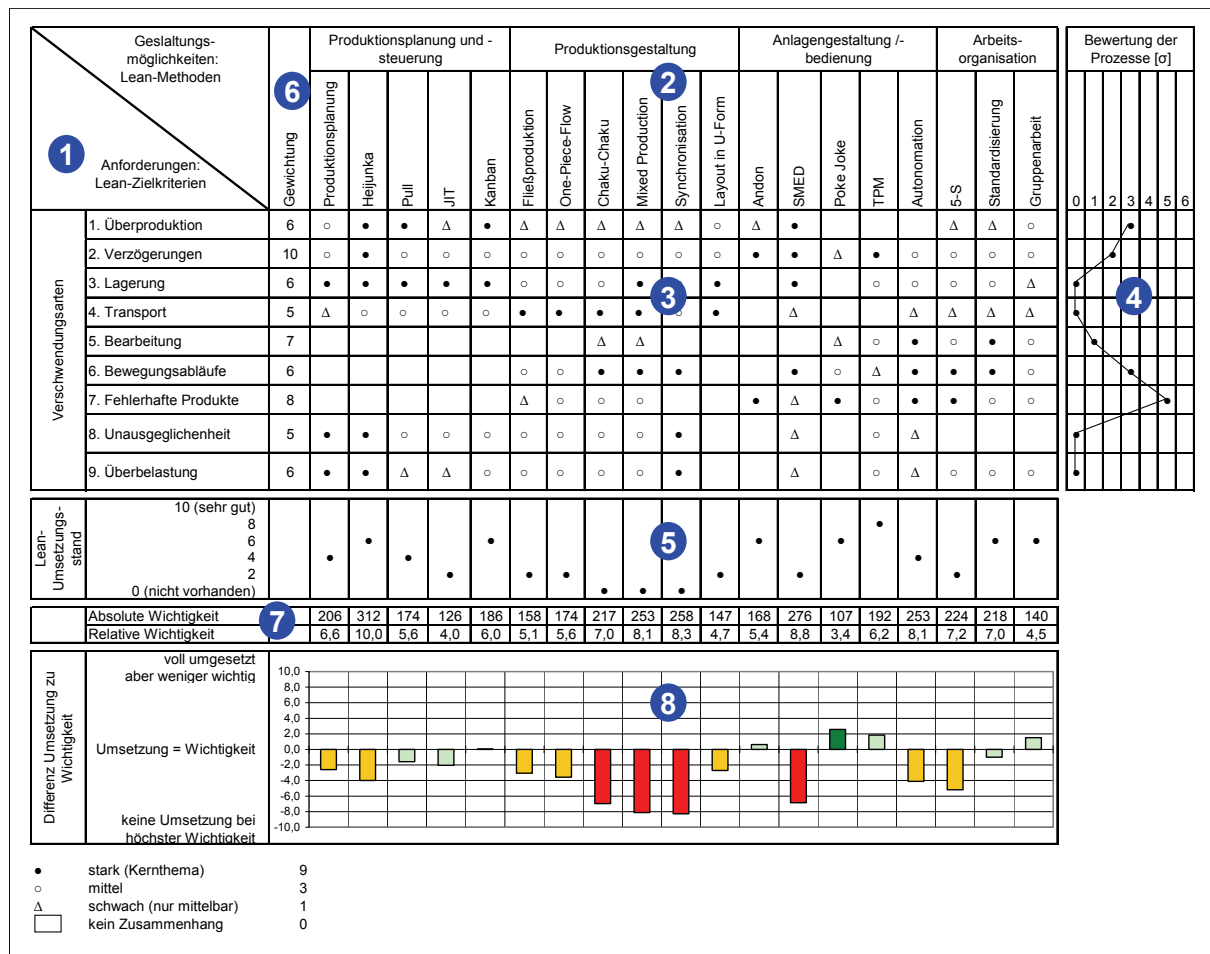 Geslaltungs-
möglichkeiten:
Lean-Methoden
Anforderungen:
Lean-Zielkriterien
1
6
Gewichtung
Produktionsplanung und -
steuerung
Produktionsgestaltung
2
Anlagengestaltung /-
bedienung
Arbeits-
organisation
Bewertung der
Prozesse [σ]
Produktionsplanung
Heijunka
Pull
JIT
Kanban
Fließproduktion
One-Piece-Flow
Chaku-Chaku
Mixed Production
Synchronisation
Layout in U-Form
Andon
SMED
Poke Joke
TPM
Autonomation
5-S
Standardisierung
Gruppenarbeit
0 1 2 3 4 5 6
Verschwendungsarten
1. Überproduktion 6 ○ ● ● Δ ● Δ Δ Δ Δ Δ ○ Δ ● Δ Δ ○
2. Verzögerungen 10 ○ ● ○ ○ ○ ○ ○ ○ ○ ○ ○ ● ● Δ ● ○ ○ ○ ○
3. Lagerung 6 ● ● ● ● ● ○ ○ ○ ● ○ ● ● ○ ○ ○ ○ Δ
4. Transport 5 Δ ○ ○ ○ ○ ● ● ● ● ○ ● Δ Δ Δ Δ Δ
5. Bearbeitung 7 Δ Δ Δ ○ ● ○ ● ○
6. Bewegungsabläufe 6 ○ ○ ● ● ● ● ○ Δ ● ● ● ○
7. Fehlerhafte Produkte 8 Δ ○ ○ ○ ● Δ ● ○ ● ● ○ ○
8. Unausgeglichenheit 5 ● ● ○ ○ ○ ○ ○ ○ ○ ● Δ ○ Δ
9. Überbelastung 6 ● ● Δ Δ ○ ○ ○ ○ ○ ● Δ ○ Δ ○ ○ ○
3
4
Lean-
Umsetzungs-
stand
10 (sehr gut)
8
6
4
2
0 (nicht vorhanden)
5
Absolute Wichtigkeit 206 312 174 126 186 158 174 217 253 258 147 168 276 107 192 253 224 218 140
Relative Wichtigkeit 6,6 10,0 5,6 4,0 6,0 5,1 5,6 7,0 8,1 8,3 4,7 5,4 8,8 3,4 6,2 8,1 7,2 7,0 4,5
7
Differenz Umsetzung zu
Wichtigkeit
voll umgesetzt
aber weniger wichtig
Umsetzung = Wichtigkeit
keine Umsetzung bei
höchster Wichtigkeit
10,0
8,0
6,0
4,0
2,0
0,0
-2,0
-4,0
-6,0
-8,0
-10,0
8
● stark (Kernthema) 9
○ mittel 3
Δ schwach (nur mittelbar) 1
kein Zusammenhang 0